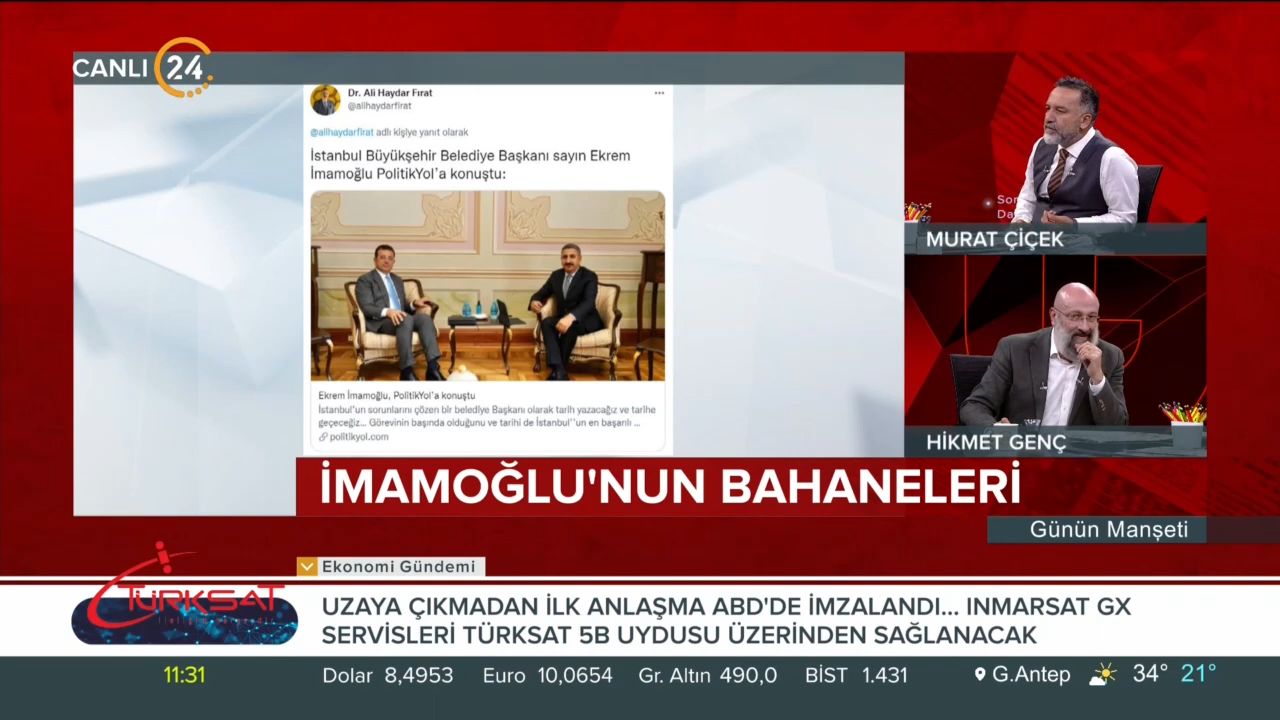 CANLI 24
Dr. Ali Haydar Fırat
@alihaydarfirat
@alihaydarfirat adlı kişiye yanıt olarak
İstanbul Büyükşehir Belediye Başkanı sayın Ekrem
İmamoğlu PolitikYol'a konuştu:
Ekrem İmamoğlu, PolitikYol'a konuştu
İstanbul'un sorunlarını çözen bir belediye Başkanı olarak tarih yazacağız ve tarihe
geçeceğiz... Görevinin başında olduğunu ve tarihi de İstanbul''un en başarılı ...
politikyol.com
Son
Da
MURAT ÇİÇEK
HİKMET GENÇ
İMAMOĞLU'NUN BAHANELERİ
Günün Manşeti
Ekonomi Gündemi
TÜRKSAT
UZAYA ÇIKMADAN İLK ANLAŞMA ABD'DE İMZALANDI... INMARSAT GX
SERVİSLERİ TÜRKSAT 5B UYDUSU ÜZERİNDEN SAĞLANACAK
11:31 Dolar 8,4953 Euro 10,0654 Gr. Altın 490,0 BİST 1.431 G.Antep 34° 21°